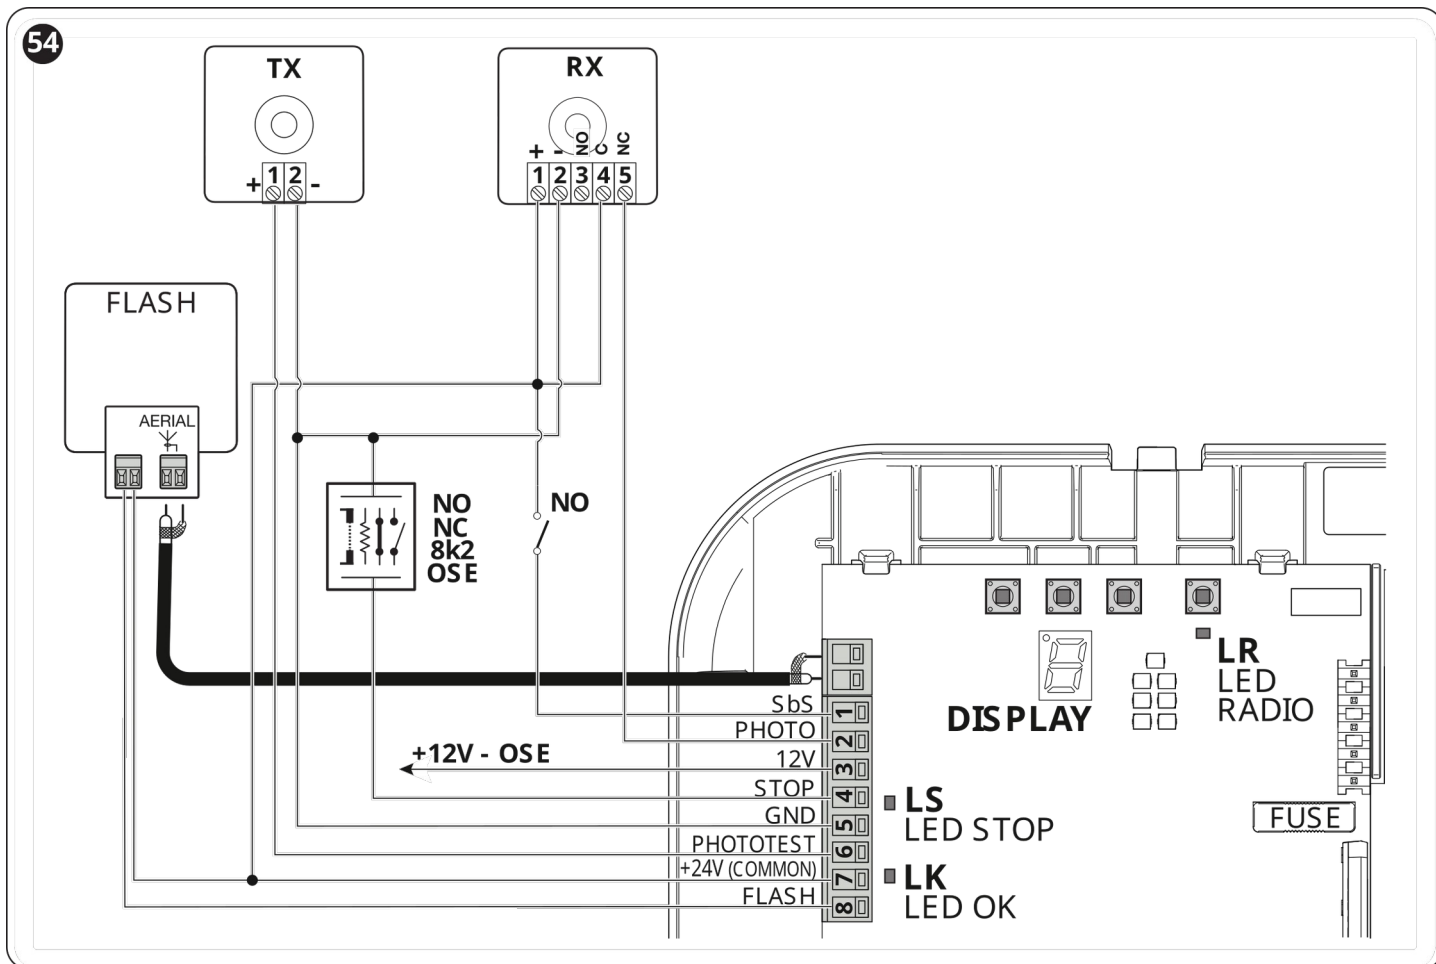 54
TX
+ 1 2 -
RX
+ - NO C NC
1 2 3 4 5
FLASH
AERIAL
NO
NC
8k2
OSE
NO
SbS 1
PHOTO 2
+12V - OSE
12V 3
STOP 4
GND 5
PHOTOTEST 6
+24V (COMMON) 7
FLASH 8
DISPLAY
LR
LED
RADIO
LS
LED STOP
LK
LED OK
FUSE